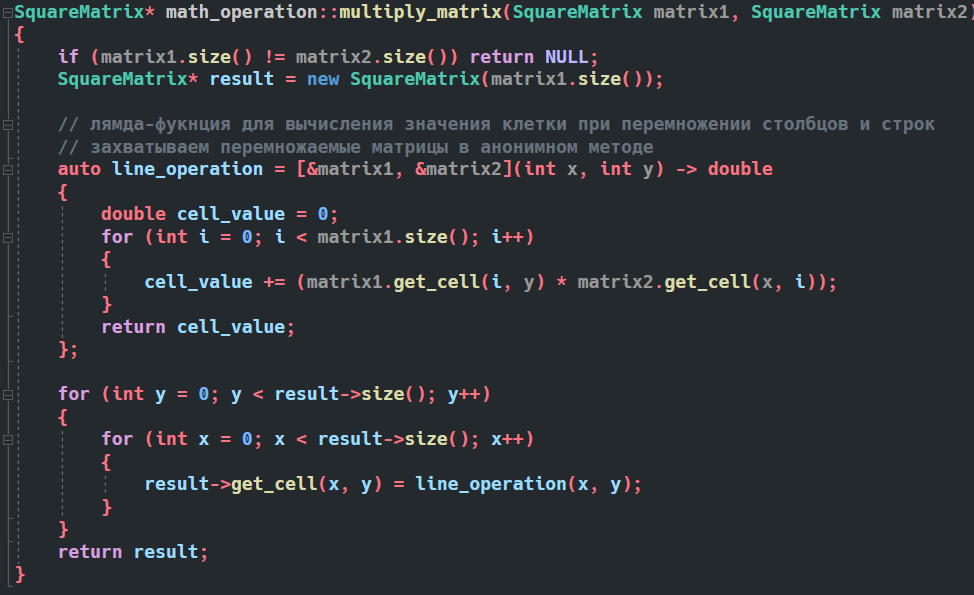 SquareMatrix* math_operation::multiply_matrix(SquareMatrix matrix1, SquareMatrix matrix2)
{
    if (matrix1.size() != matrix2.size()) return NULL;
    SquareMatrix* result = new SquareMatrix(matrix1.size());

    // лямда-фукнция для вычисления значения клетки при перемножении столбцов и строк
    // захватываем перемножаемые матрицы в анонимном методе
    auto line_operation = [&matrix1, &matrix2](int x, int y) -> double
    {
        double cell_value = 0;
        for (int i = 0; i < matrix1.size(); i++)
        {
            cell_value += (matrix1.get_cell(i, y) * matrix2.get_cell(x, i));
        }
        return cell_value;
    };

    for (int y = 0; y < result->size(); y++)
    {
        for (int x = 0; x < result->size(); x++)
        {
            result->get_cell(x, y) = line_operation(x, y);
        }
    }
    return result;
}